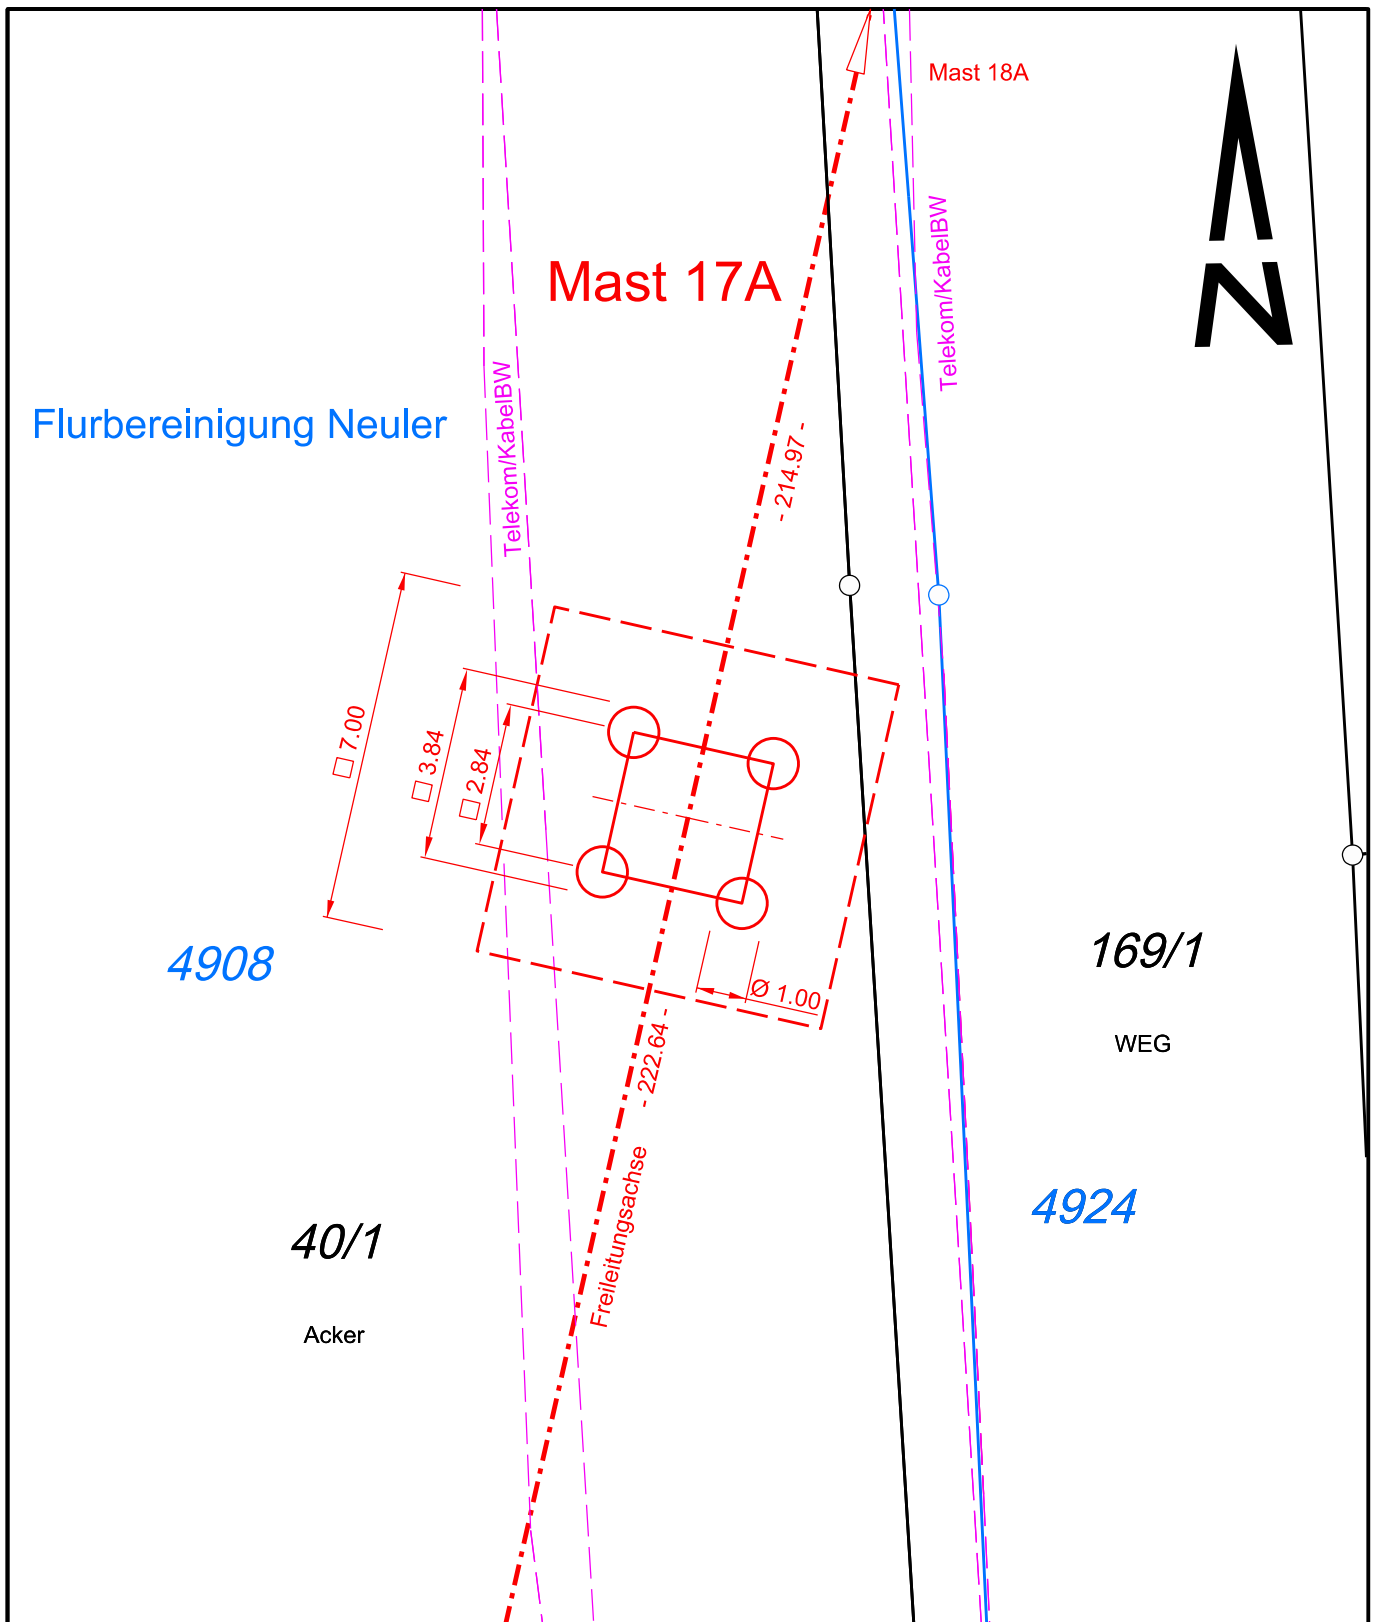 Mast 18A
Mast 17A
N
Telekom/KabelBW
Telekom/KabelBW
Flurbereinigung Neuler
- 214.97 -
□ 7.00
□ 3.84
□ 2.84
4908
169/1
Ø 1.00
WEG
- 222.64 -
Freileitungsachse
4924
40/1
Acker